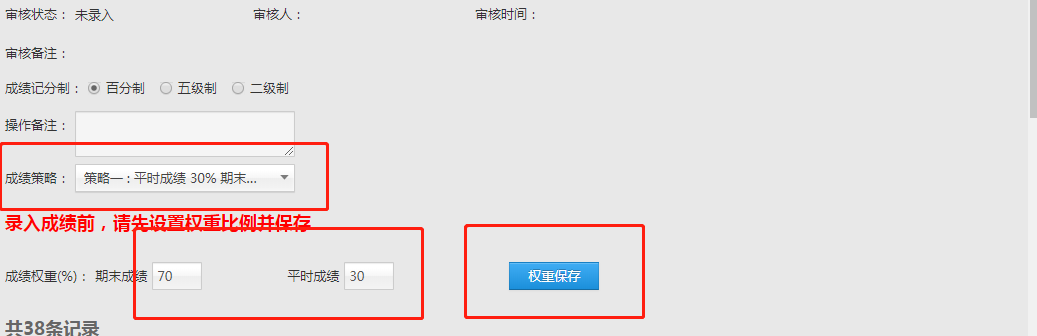 审核状态： 未录入 审核人： 审核时间：
审核备注：
成绩记分制： 百分制 五级制 二级制
操作备注：
成绩策略： 策略一 : 平时成绩 30% 期末...
录入成绩前，请先设置权重比例并保存
成绩权重(%)： 期末成绩 70 平时成绩 30 权重保存
共38条记录